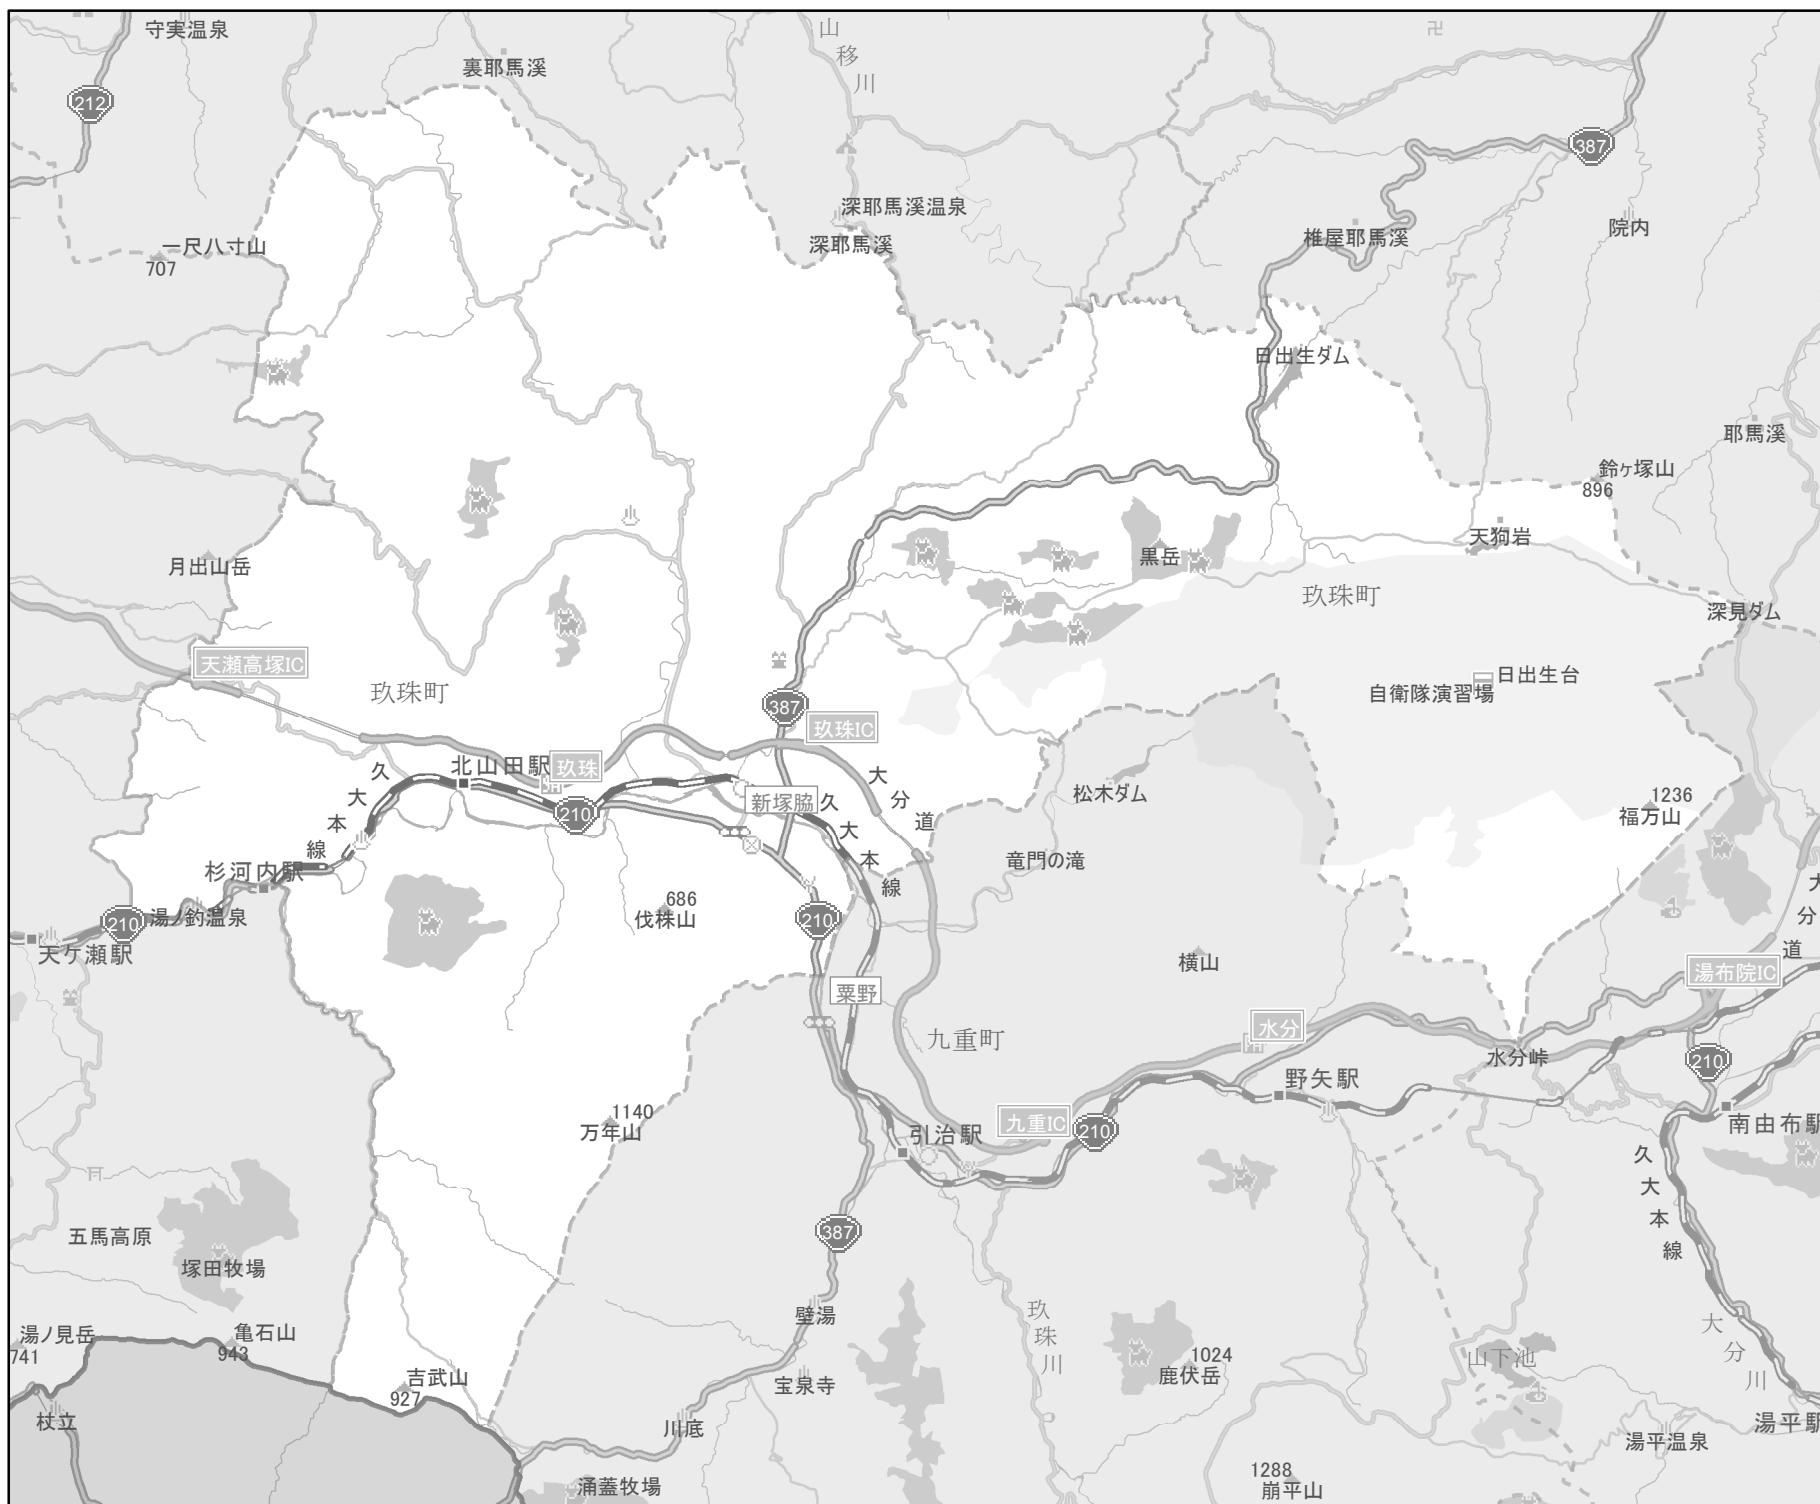 守実温泉
裏耶馬溪
山移川
212
387
深耶馬溪温泉
深耶馬溪
椎屋耶馬溪
院内
一尺八寸山
707
日出生ダム
耶馬溪
鈴ヶ塚山
896
天狗岩
黒岳
月出山岳
玖珠町
深見ダム
天瀬高塚IC
玖珠町
日出生台
自衛隊演習場
387
玖珠IC
北山田駅
玖珠
久大本線
大分道
新塚脇
久大本線
210
松木ダム
1236
福万山
竜門の滝
杉河内駅
686
伐株山
210
湯ノ釣温泉
210
天ケ瀬駅
大分道
横山
湯布院IC
粟野
水分
九重町
水分峠
210
野矢駅
1140
万年山
九重IC
210
引治駅
南由布駅
久大本線
五馬高原
塚田牧場
387
壁湯
玖珠川
大分川
湯ノ見岳
741
亀石山
943
吉武山
927
宝泉寺
1024
鹿伏岳
山下池
杖立
川底
湯平駅
湯平温泉
涌蓋牧場
1288
崩平山